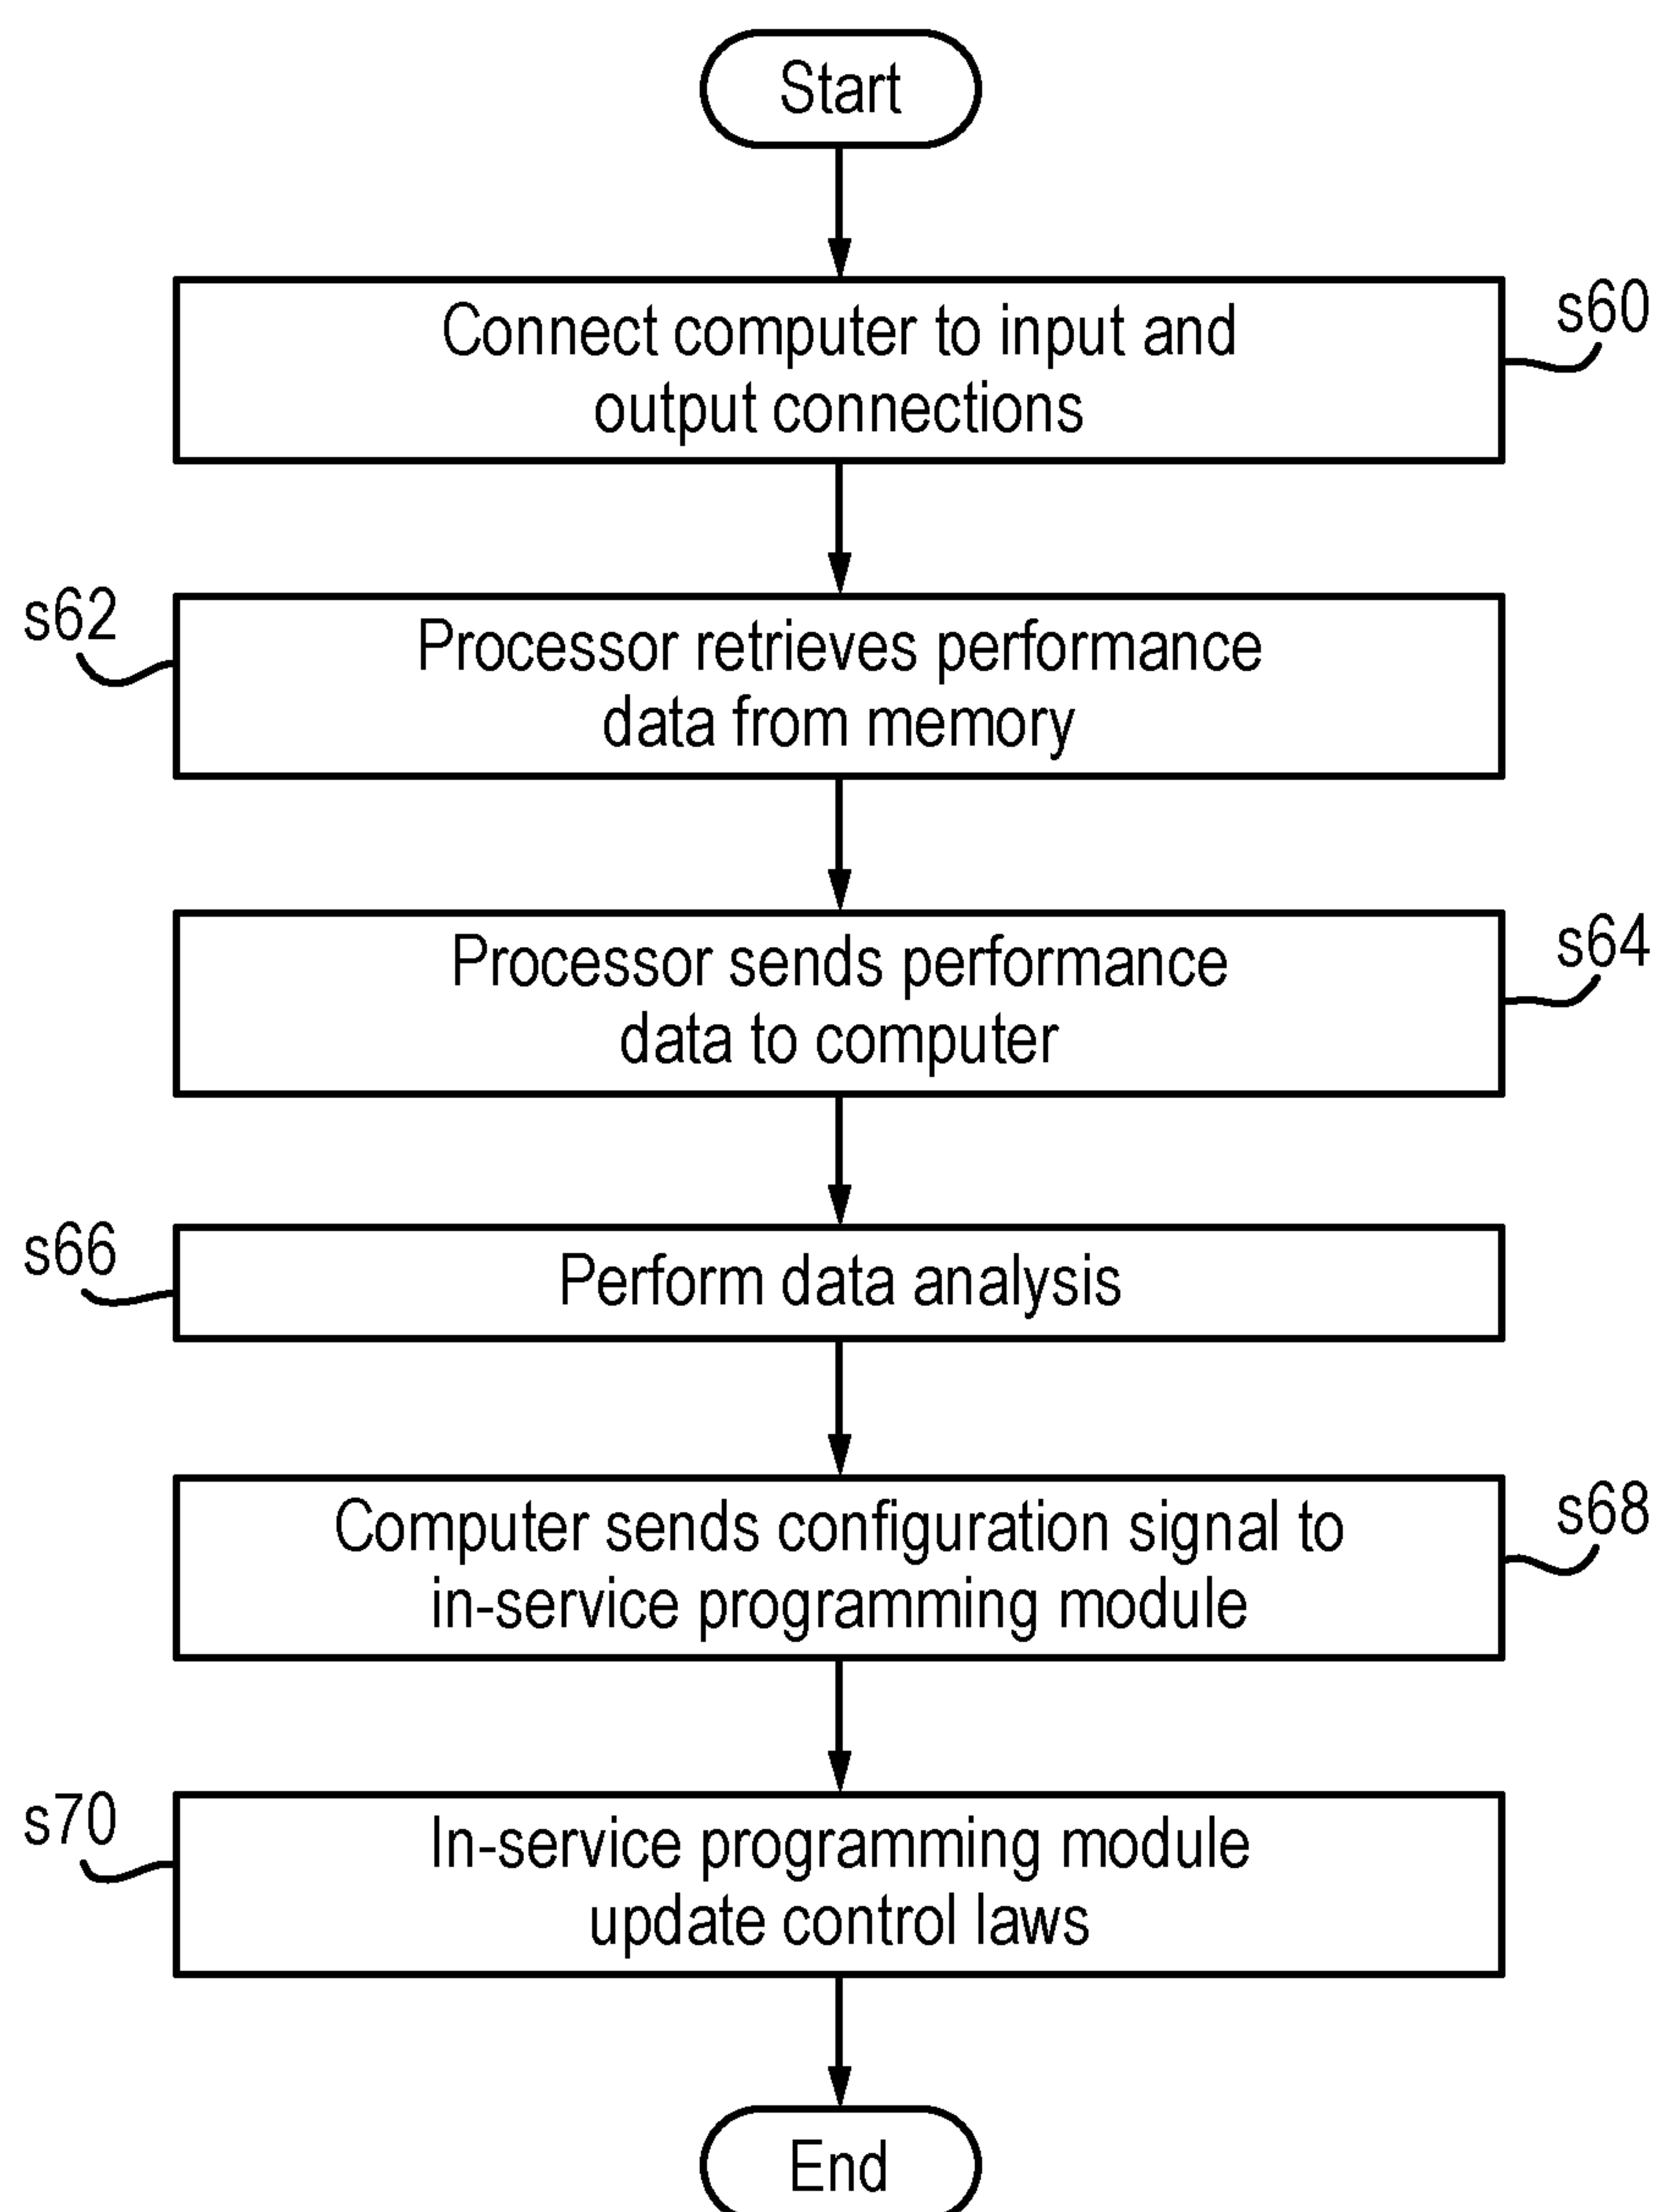 Start
Connect computer to input and
output connections
s60
s62
Processor retrieves performance
data from memory
Processor sends performance
data to computer
s64
s66
Perform data analysis
Computer sends configuration signal to
in-service programming module
s68
s70
In-service programming module
update control laws
End